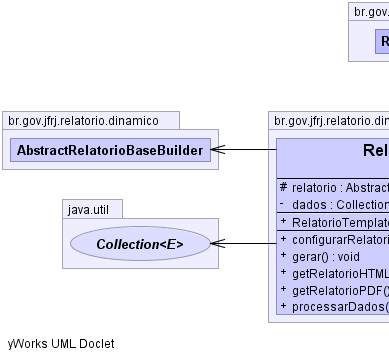 br.gov.
R
br.gov.jfrj.relatorio.dinamico
AbstractRelatorioBaseBuilder
br.gov.jfrj.relatorio.din
Rel
# relatorio : Abstract
- dados : Collection
+ RelatorioTemplat
+ configurarRelatori
+ gerar() : void
+ getRelatorioHTML
+ getRelatorioPDF()
+ processarDados(
java.util
Collection<E>
yWorks UML Doclet